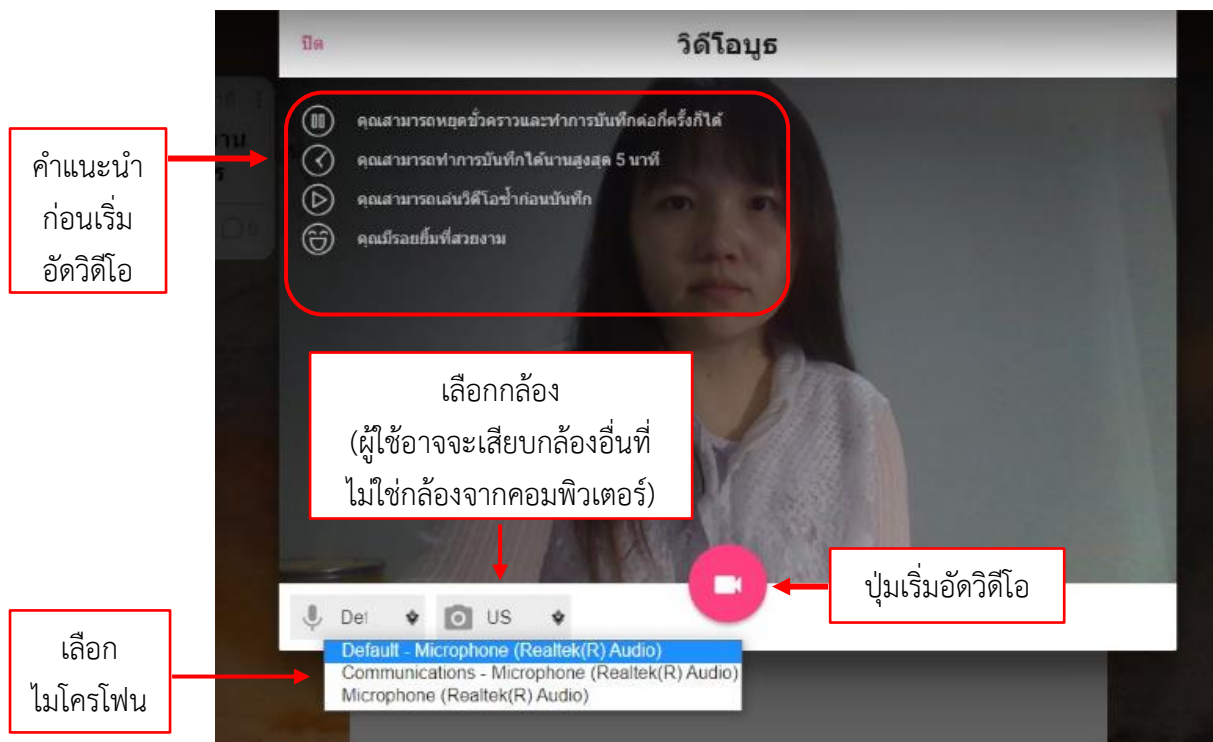 ปิด
วิดีโอบูธ
คุณสามารถหยุดชั่วคราวและทำการบันทึกต่อกี่ครั้งก็ได้
คุณสามารถทำการบันทึกได้นานสูงสุด 5 นาที
คุณสามารถเล่นวิดีโอซ้ำก่อนบันทึก
คุณมีรอยยิ้มที่สวยงาม
คำแนะนำ
ก่อนเริ่ม
อัดวิดีโอ
เลือกกล้อง
(ผู้ใช้อาจจะเสียบกล้องอื่นที่
ไม่ใช่กล้องจากคอมพิวเตอร์)
ปุ่มเริ่มอัดวิดีโอ
US
Default - Microphone (Realtek(R) Audio)
Communications - Microphone (Realtek(R) Audio)
Microphone (Realtek(R) Audio)
เลือก
ไมโครโฟน